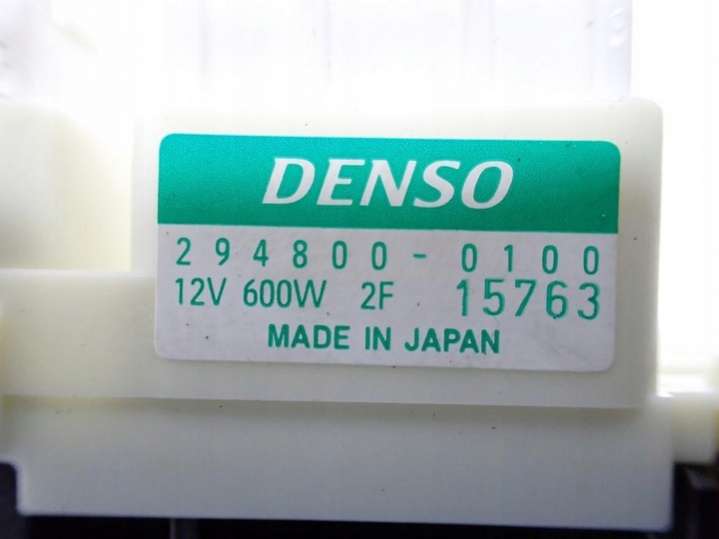 DENSO
294800-0100
12V 600W 2F 15763
MADE IN JAPAN